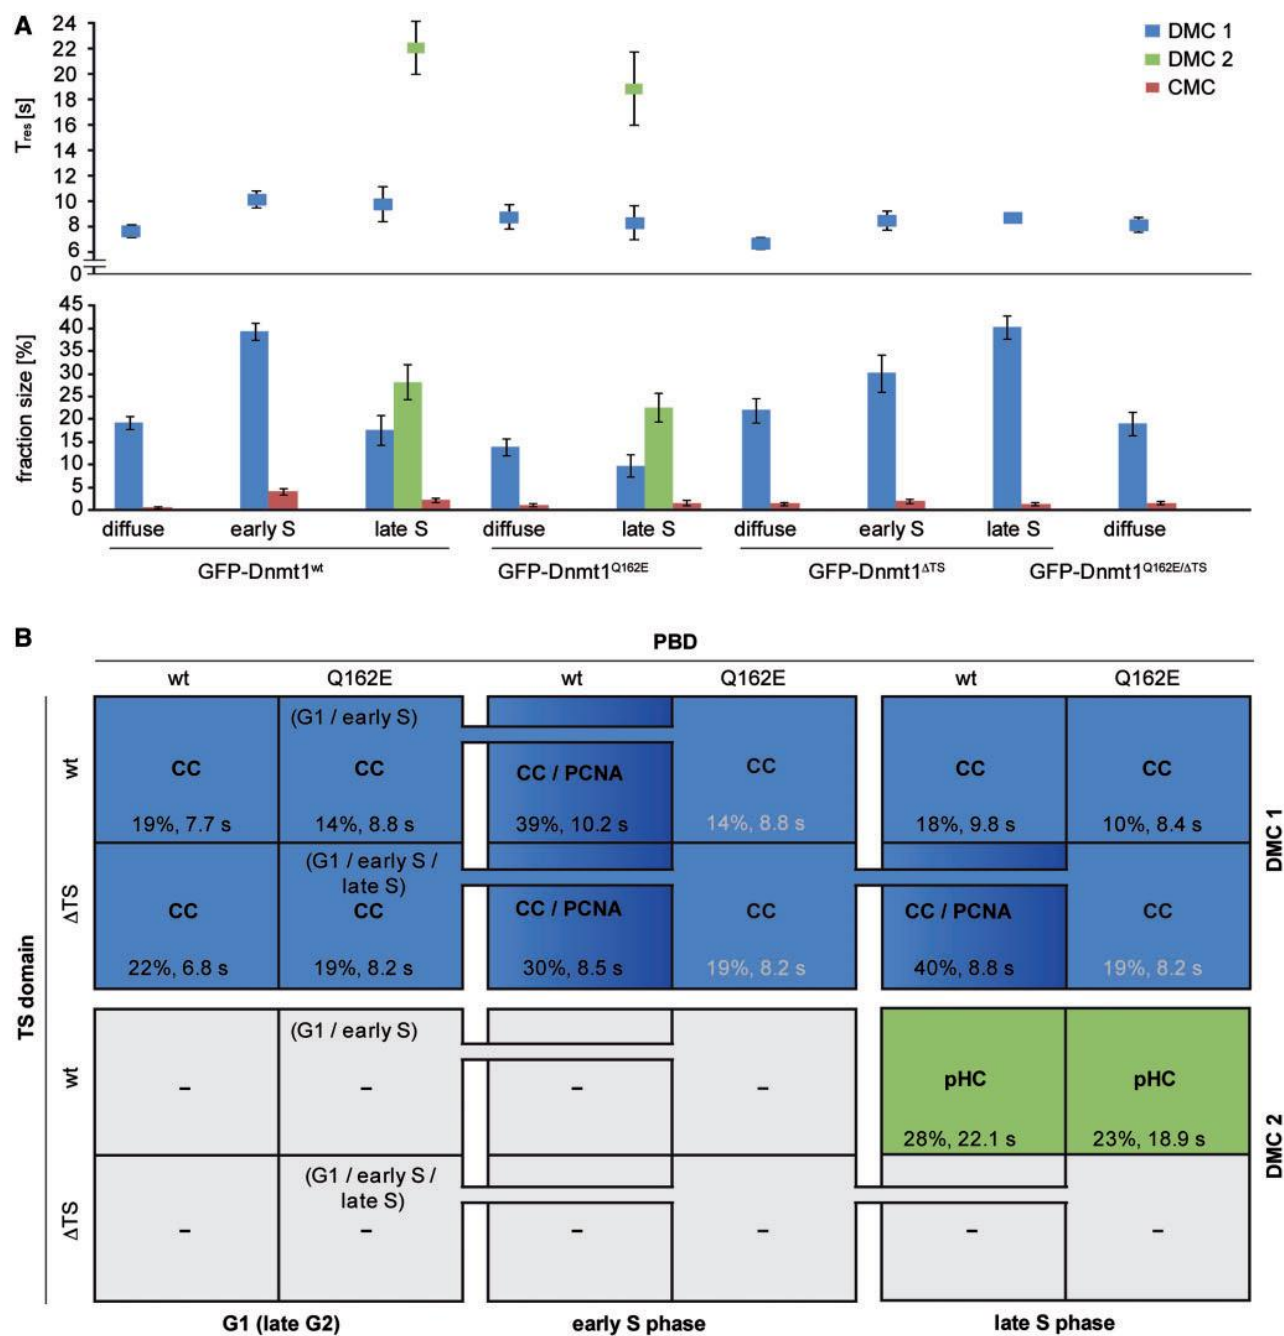 A
24
22
20
18
16
14
12
10
8
6
0
Tres [s]
DMC 1
DMC 2
CMC
45
40
35
30
25
20
15
10
5
0
fraction size [%]
diffuse early S late S diffuse late S diffuse early S late S diffuse
GFP-Dnmt1wt GFP-Dnmt1Q162E GFP-Dnmt1ΔTS GFP-Dnmt1Q162E/ΔTS
B
PBD
wt Q162E wt Q162E wt Q162E
TS domain
wt
(G1 / early S)
CC CC CC / PCNA CC CC CC
19%, 7.7 s 14%, 8.8 s 39%, 10.2 s 14%, 8.8 s 18%, 9.8 s 10%, 8.4 s
DMC 1
ΔTS
(G1 / early S /
late S)
CC CC CC / PCNA CC CC / PCNA CC
22%, 6.8 s 19%, 8.2 s 30%, 8.5 s 19%, 8.2 s 40%, 8.8 s 19%, 8.2 s
wt
(G1 / early S)
– – – – pHC pHC
28%, 22.1 s 23%, 18.9 s
DMC 2
ΔTS
(G1 / early S /
late S)
– – – – – –
G1 (late G2) early S phase late S phase